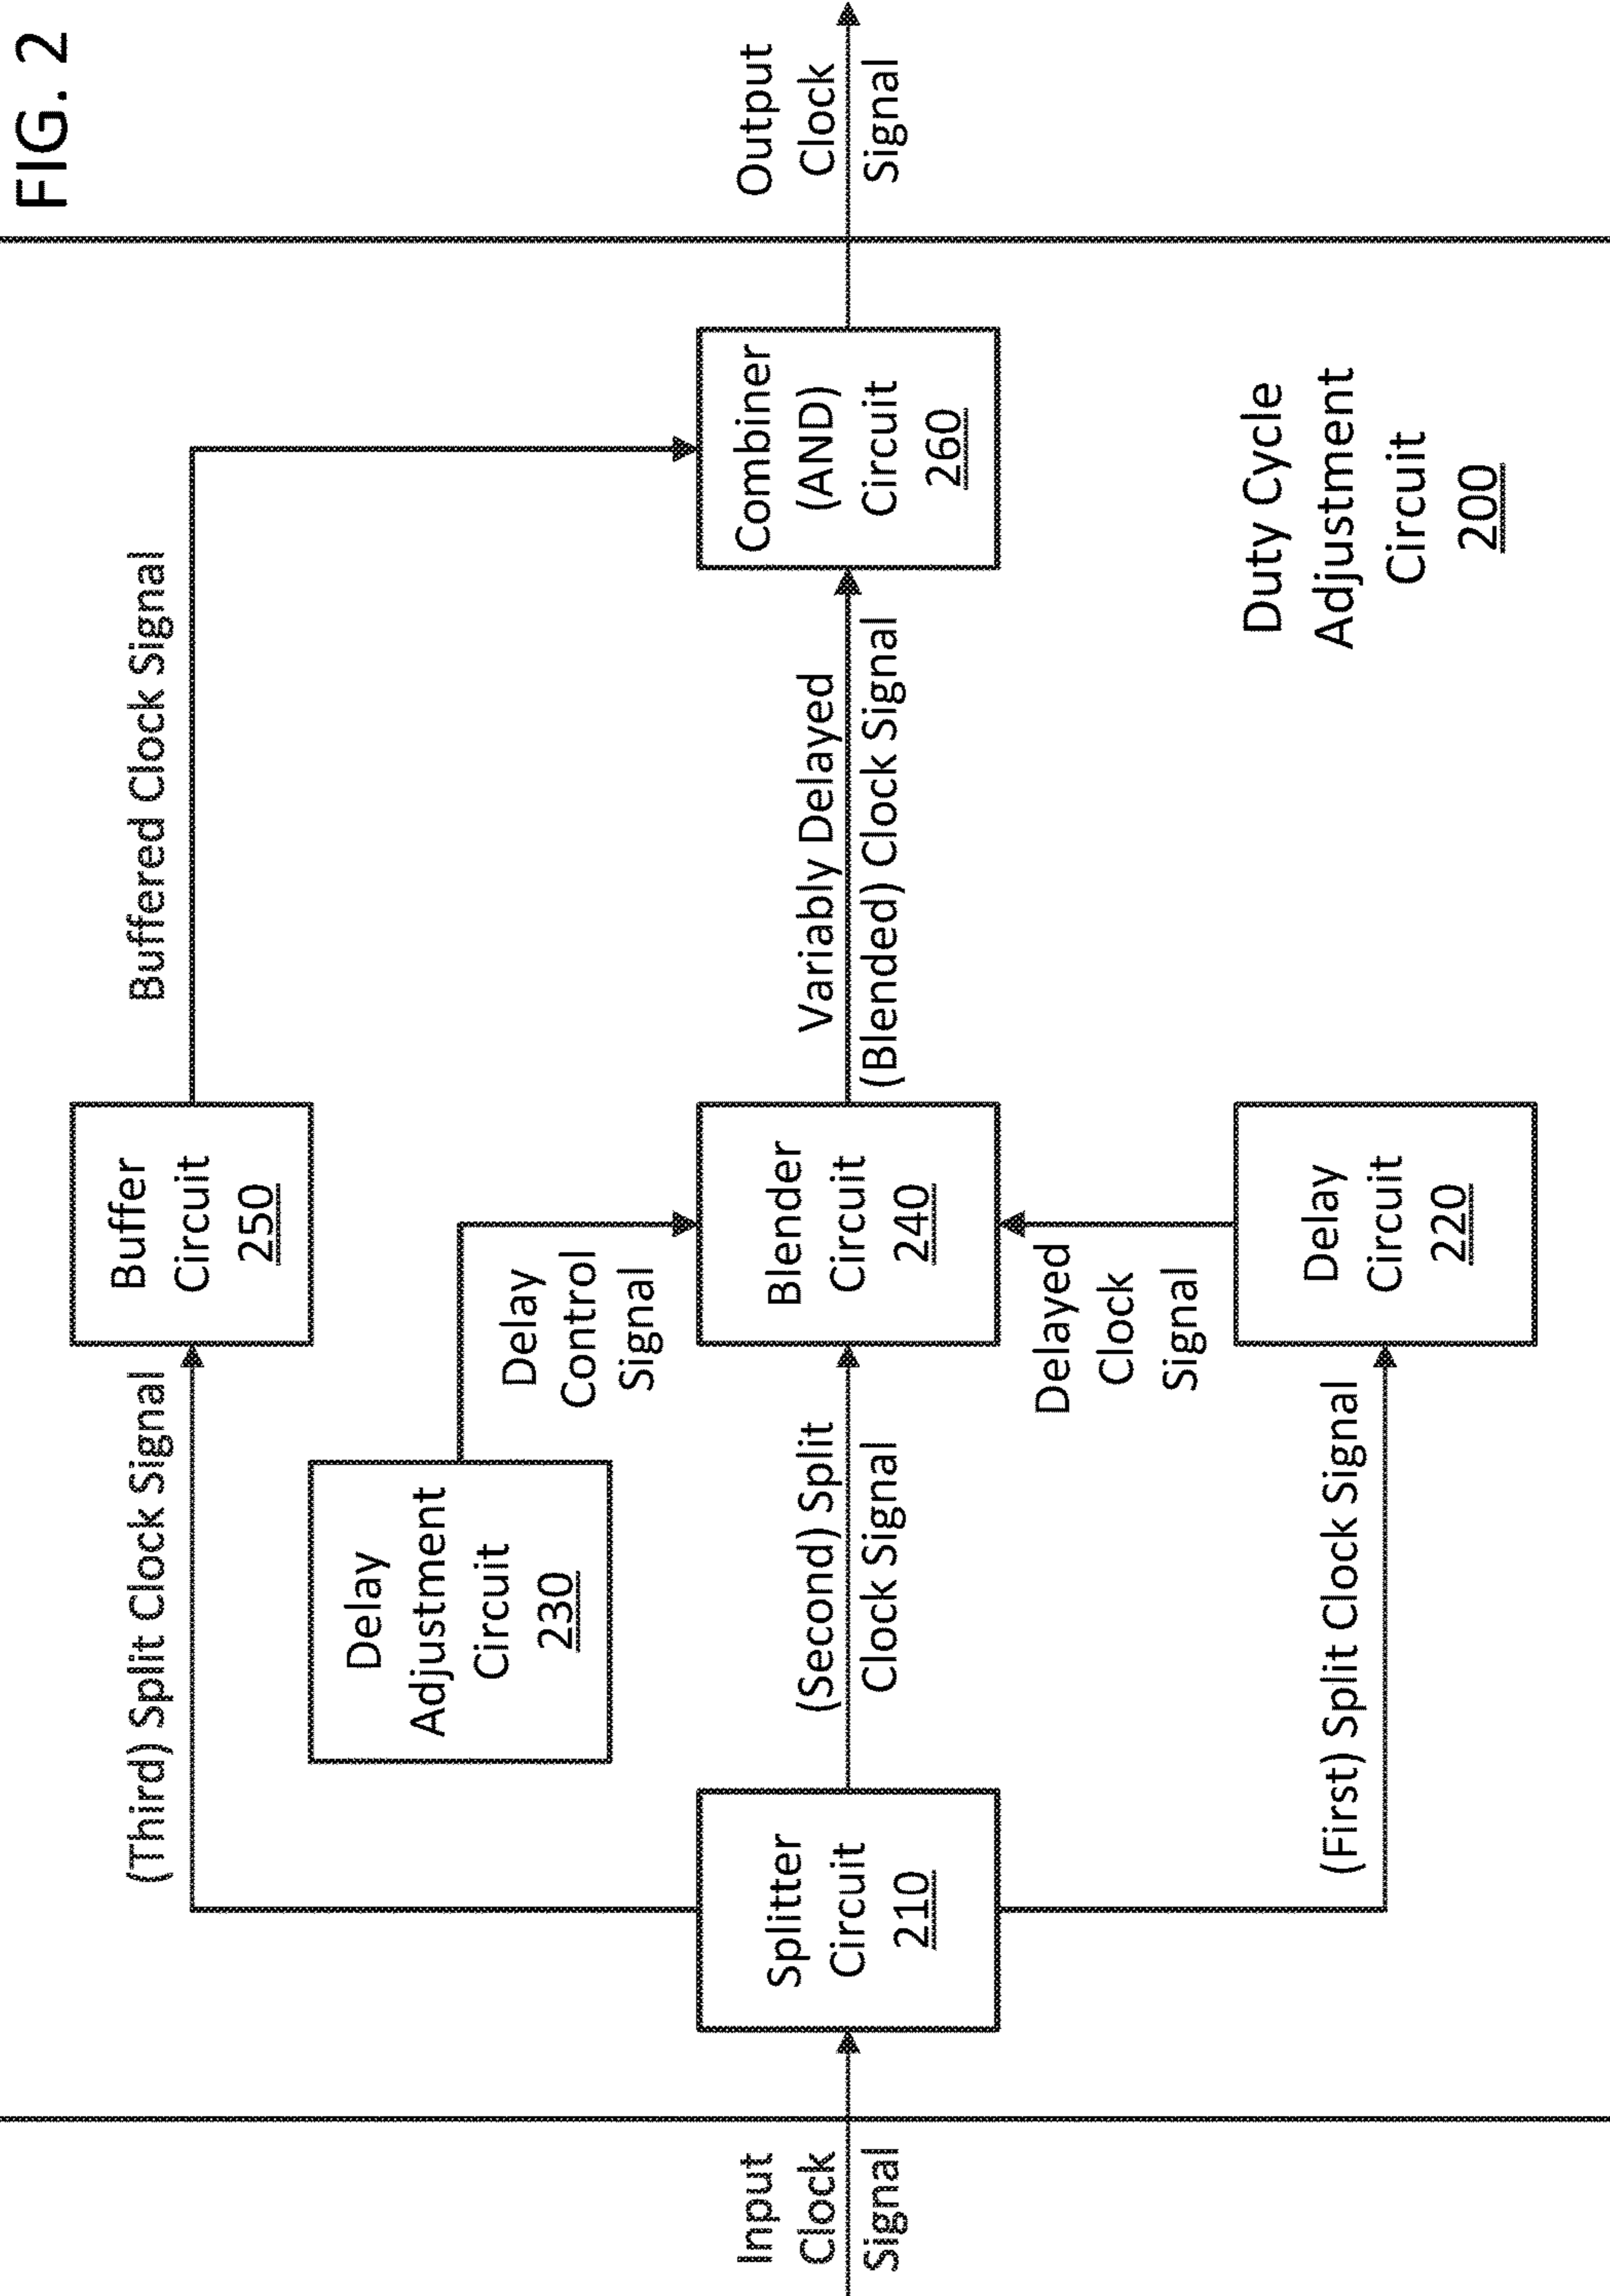 FIG. 2
(Third) Split Clock Signal
Buffer
Circuit
250
Buffered Clock Signal
Delay
Adjustment
Circuit
230
Delay
Control
Signal
Input
Clock
Signal
Splitter
Circuit
210
(Second) Split
Clock Signal
Blender
Circuit
240
Variably Delayed
(Blended) Clock Signal
Combiner
(AND)
Circuit
260
Output
Clock
Signal
Delayed
Clock
Signal
(First) Split Clock Signal
Delay
Circuit
220
Duty Cycle
Adjustment
Circuit
200